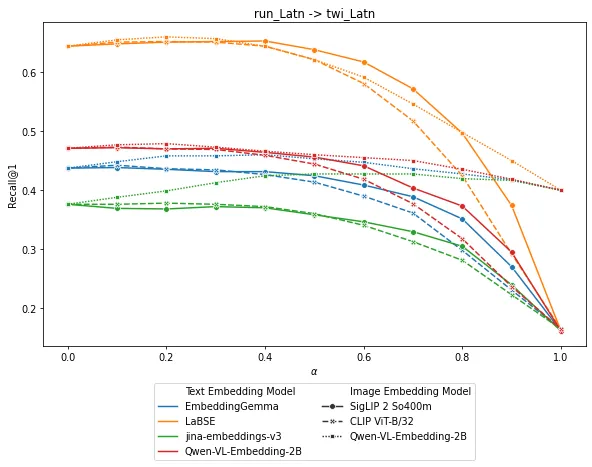 run_Latn -> twi_Latn
Recall@1
0.6
0.5
0.4
0.3
0.2
0.0 0.2 0.4 0.6 0.8 1.0
α
Text Embedding Model Image Embedding Model
EmbeddingGemma SigLIP 2 So400m
LaBSE CLIP ViT-B/32
jina-embeddings-v3 Qwen-VL-Embedding-2B
Qwen-VL-Embedding-2B